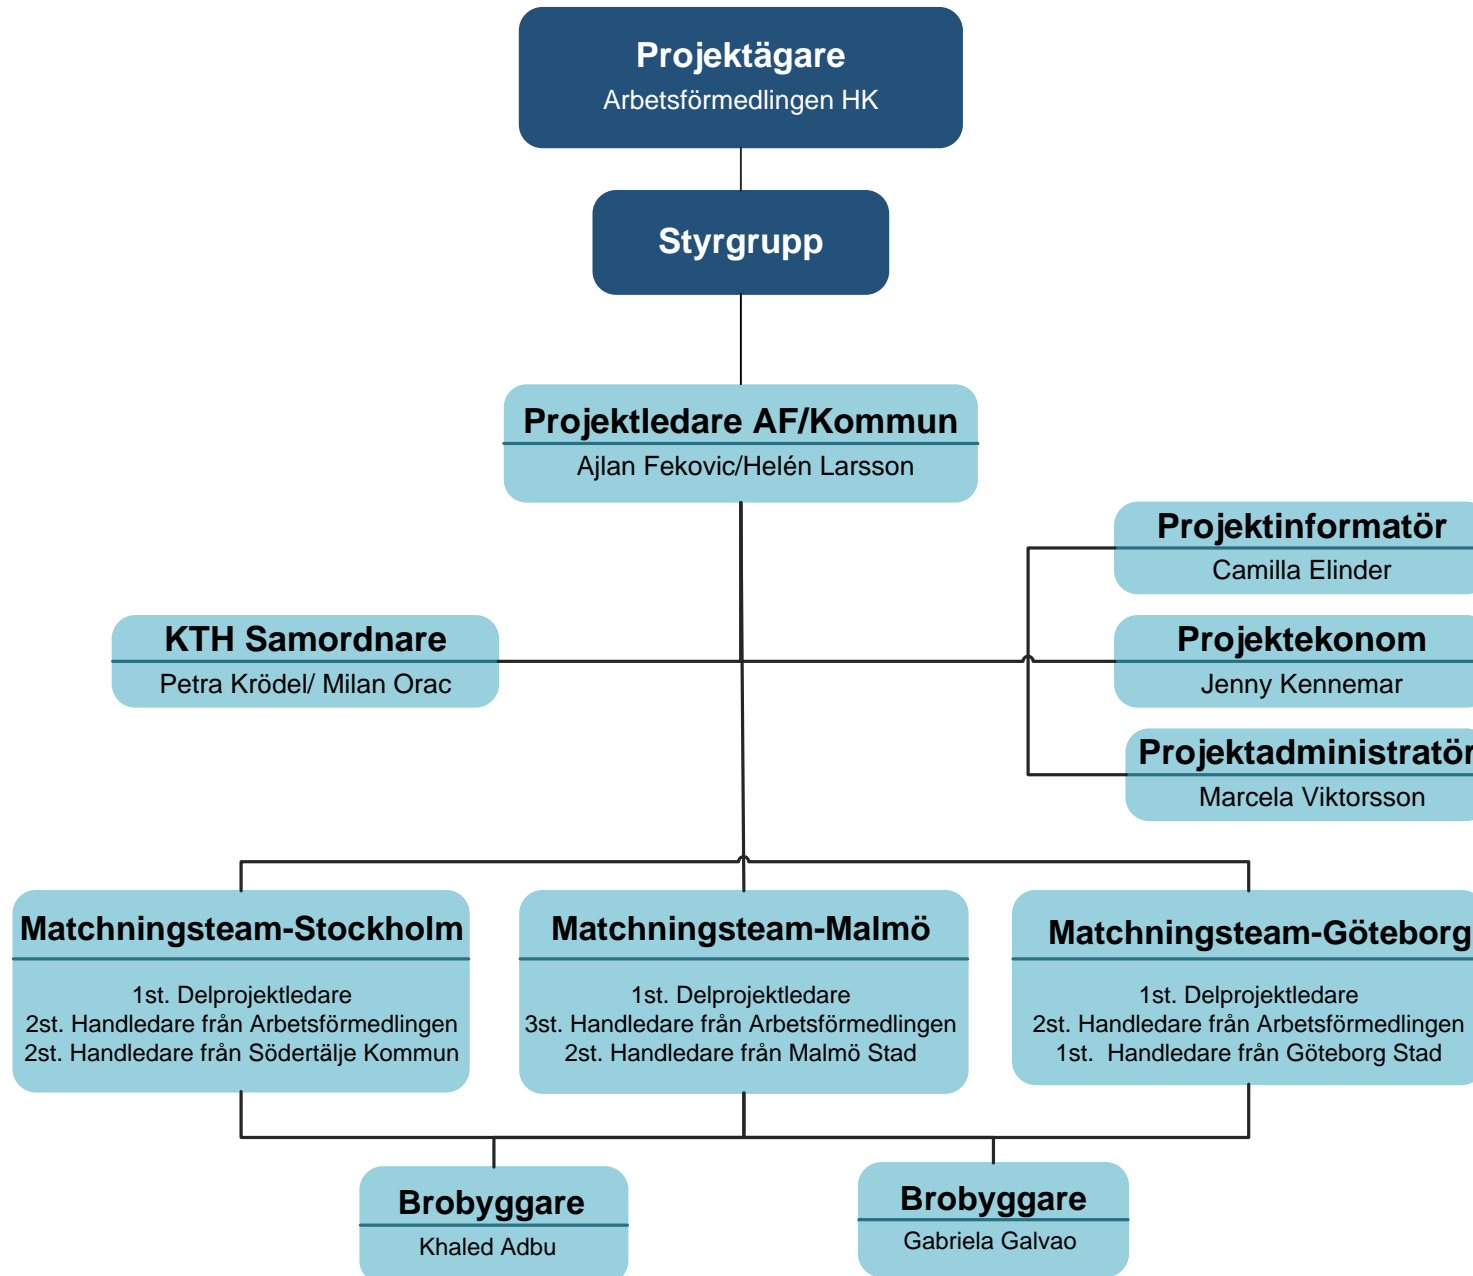 Projektägare
Arbetsförmedlingen HK
Styrgrupp
Projektledare AF/Kommun
Ajlan Fekovic/Helén Larsson
Projektinformatör
Camilla Elinder
KTH Samordnare
Petra Krödel/ Milan Orac
Projektekonom
Jenny Kennemar
Projektadministratör
Marcela Viktorsson
Matchningsteam-Stockholm
1st. Delprojektledare
2st. Handledare från Arbetsförmedlingen
2st. Handledare från Södertälje Kommun
Matchningsteam-Malmö
1st. Delprojektledare
3st. Handledare från Arbetsförmedlingen
2st. Handledare från Malmö Stad
Matchningsteam-Göteborg
1st. Delprojektledare
2st. Handledare från Arbetsförmedlingen
1st.  Handledare från Göteborg Stad
Brobyggare
Khaled Adbu
Brobyggare
Gabriela Galvao